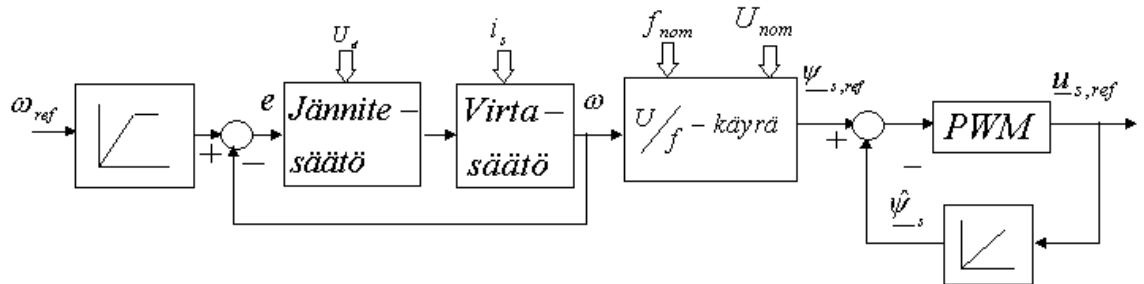 U_d
i_s
f_nom
U_nom
ω_ref
e
Jännite–
säätö
Virta–
säätö
ω
U/f – käyrä
ψ_s,ref
u_s,ref
+
−
+
−
PWM
ψ̂_s